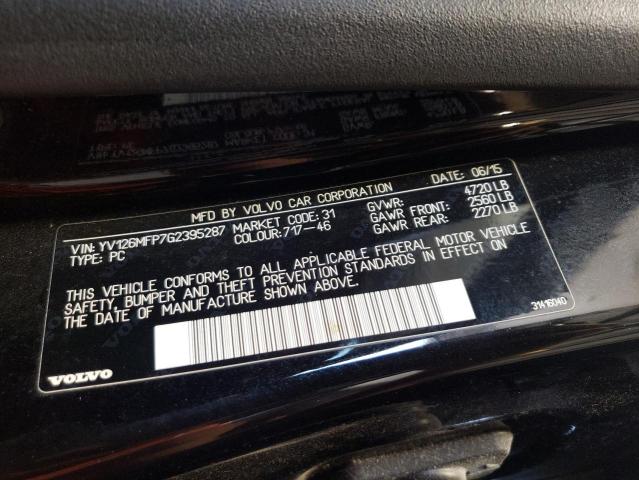 MFD BY VOLVO CAR CORPORATION DATE: 06/15
VIN: YV126MFP7G2395287 MARKET CODE: 31 GVWR: 4720 LB
TYPE: PC COLOUR: 717-46 GAWR FRONT: 2560 LB
GAWR REAR: 2270 LB
THIS VEHICLE CONFORMS TO ALL APPLICABLE FEDERAL MOTOR VEHICLE
SAFETY, BUMPER AND THEFT PREVENTION STANDARDS IN EFFECT ON
THE DATE OF MANUFACTURE SHOWN ABOVE.
31416040
VOLVO